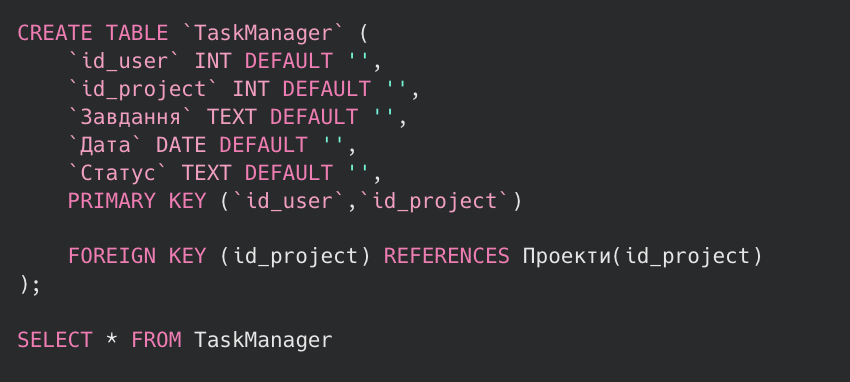 CREATE TABLE `TaskManager` (
    `id_user` INT DEFAULT '',
    `id_project` INT DEFAULT '',
    `Завдання` TEXT DEFAULT '',
    `Дата` DATE DEFAULT '',
    `Статус` TEXT DEFAULT '',
    PRIMARY KEY (`id_user`,`id_project`)
    FOREIGN KEY (id_project) REFERENCES Проекти(id_project)
);
SELECT * FROM TaskManager